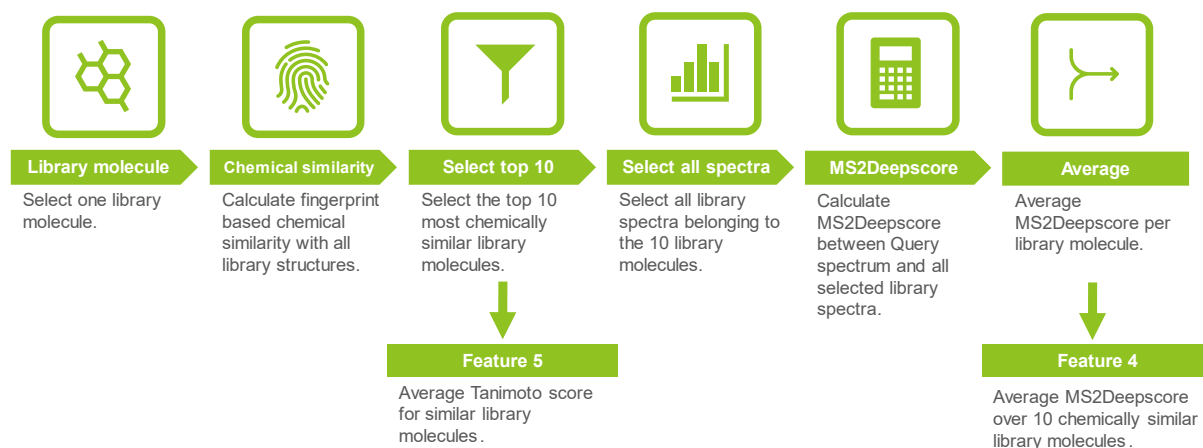 Library molecule
Select one library
molecule.
Chemical similarity
Calculate fingerprint
based chemical
similarity with all
library structures.
Select top 10
Select the top 10
most chemically
similar library
molecules.
Select all spectra
Select all library
spectra belonging to
the 10 library
molecules.
MS2Deepscore
Calculate
MS2Deepscore
between Query
spectrum and all
selected library
spectra.
Average
Average
MS2Deepscore per
library molecule.
Feature 5
Average Tanimoto score
for similar library
molecules.
Feature 4
Average MS2Deepscore
over 10 chemically similar
library molecules.